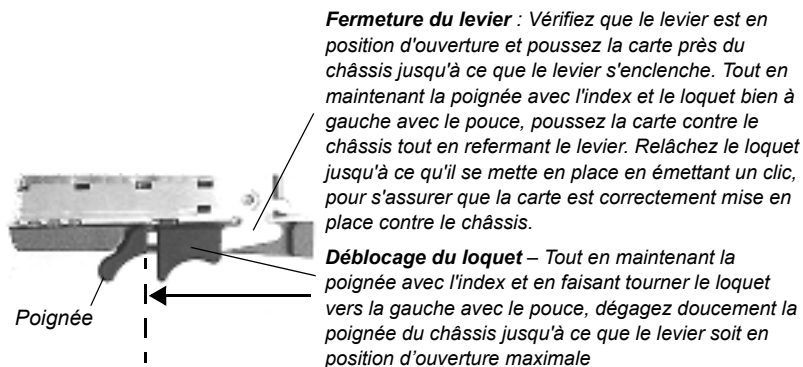 Fermeture du levier : Vérifiez que le levier est en
position d'ouverture et poussez la carte près du
châssis jusqu'à ce que le levier s'enclenche. Tout en
maintenant la poignée avec l'index et le loquet bien à
gauche avec le pouce, poussez la carte contre le
châssis tout en refermant le levier. Relâchez le loquet
jusqu'à ce qu'il se mette en place en émettant un clic,
pour s'assurer que la carte est correctement mise en
place contre le châssis.
Déblocage du loquet – Tout en maintenant la
poignée avec l'index et en faisant tourner le loquet
vers la gauche avec le pouce, dégagez doucement la
poignée du châssis jusqu'à ce que le levier soit en
position d’ouverture maximale
Poignée